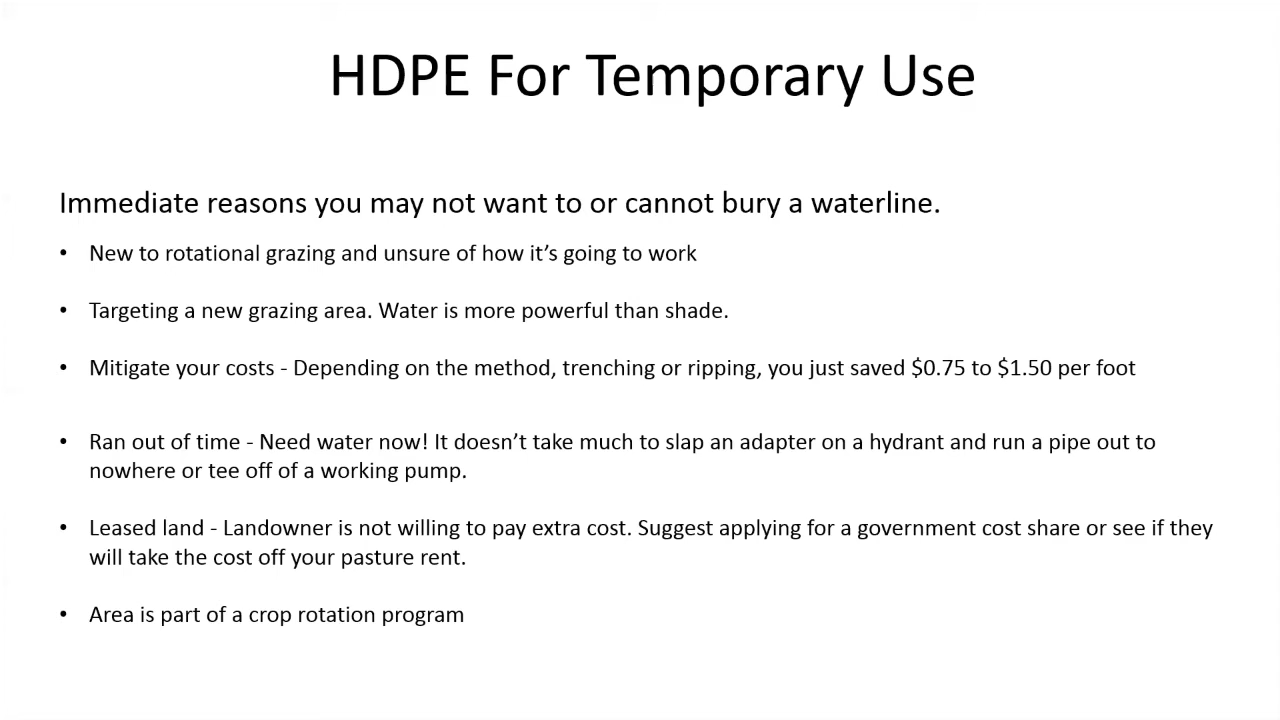 HDPE For Temporary Use
Immediate reasons you may not want to or cannot bury a waterline.
• New to rotational grazing and unsure of how it’s going to work
• Targeting a new grazing area. Water is more powerful than shade.
• Mitigate your costs - Depending on the method, trenching or ripping, you just saved $0.75 to $1.50 per foot
• Ran out of time - Need water now! It doesn’t take much to slap an adapter on a hydrant and run a pipe out to
nowhere or tee off of a working pump.
• Leased land - Landowner is not willing to pay extra cost. Suggest applying for a government cost share or see if they
will take the cost off your pasture rent.
• Area is part of a crop rotation program